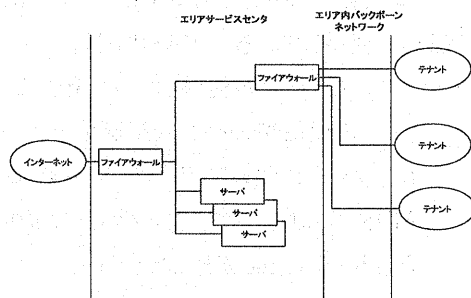 エリアサービスセンタ
エリア内バックボーン
ネットワーク
ファイアウォール
テナント
インターネット
ファイアウォール
テナント
サーバ
サーバ
サーバ
テナント